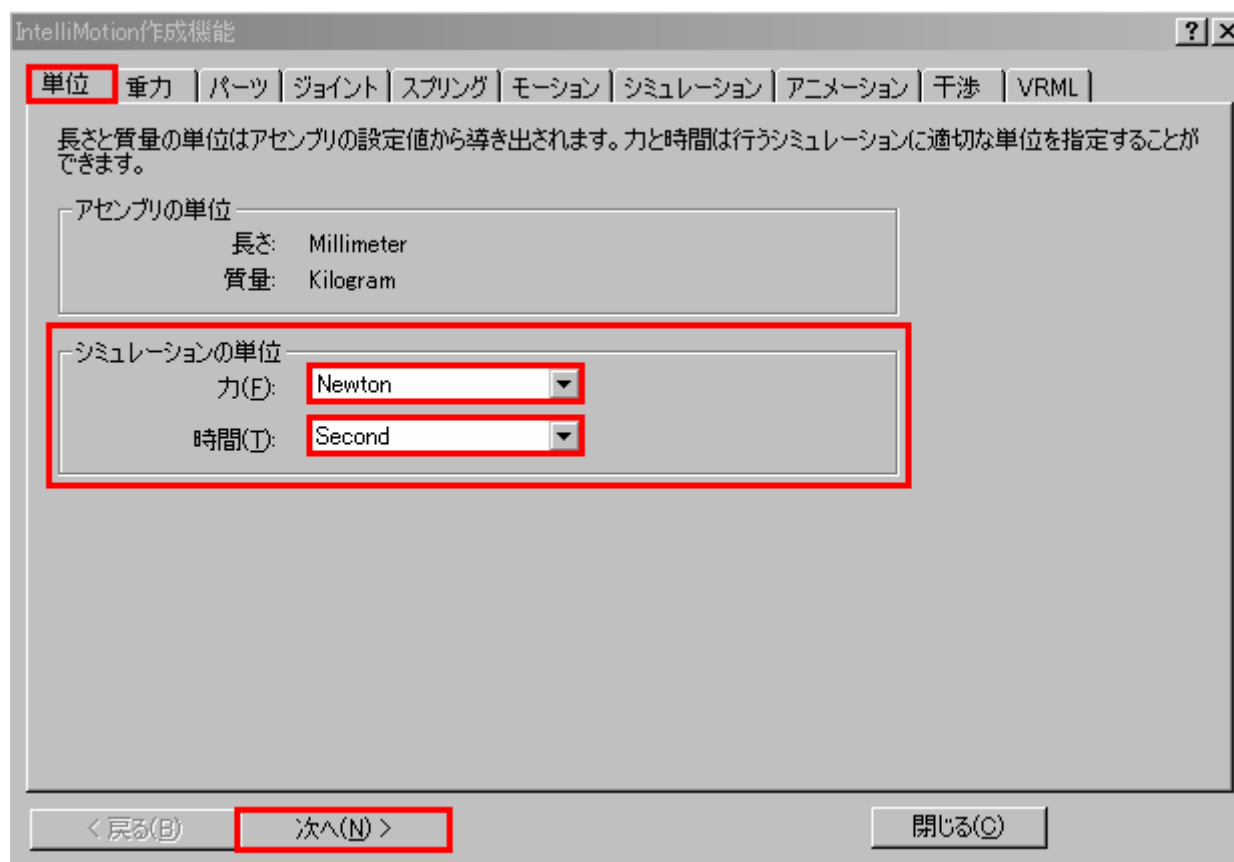 IntelliMotion作成機能
単位 重力 パーツ ジョイント スプリング モーション シミュレーション アニメーション 干渉 VRML
長さと質量の単位はアセンブリの設定値から導き出されます。力と時間は行うシミュレーションに適切な単位を指定することが
できます。
アセンブリの単位
長さ: Millimeter
質量: Kilogram
シミュレーションの単位
力(F): Newton
時間(T): Second
< 戻る(B) 次へ(N) > 閉じる(C)